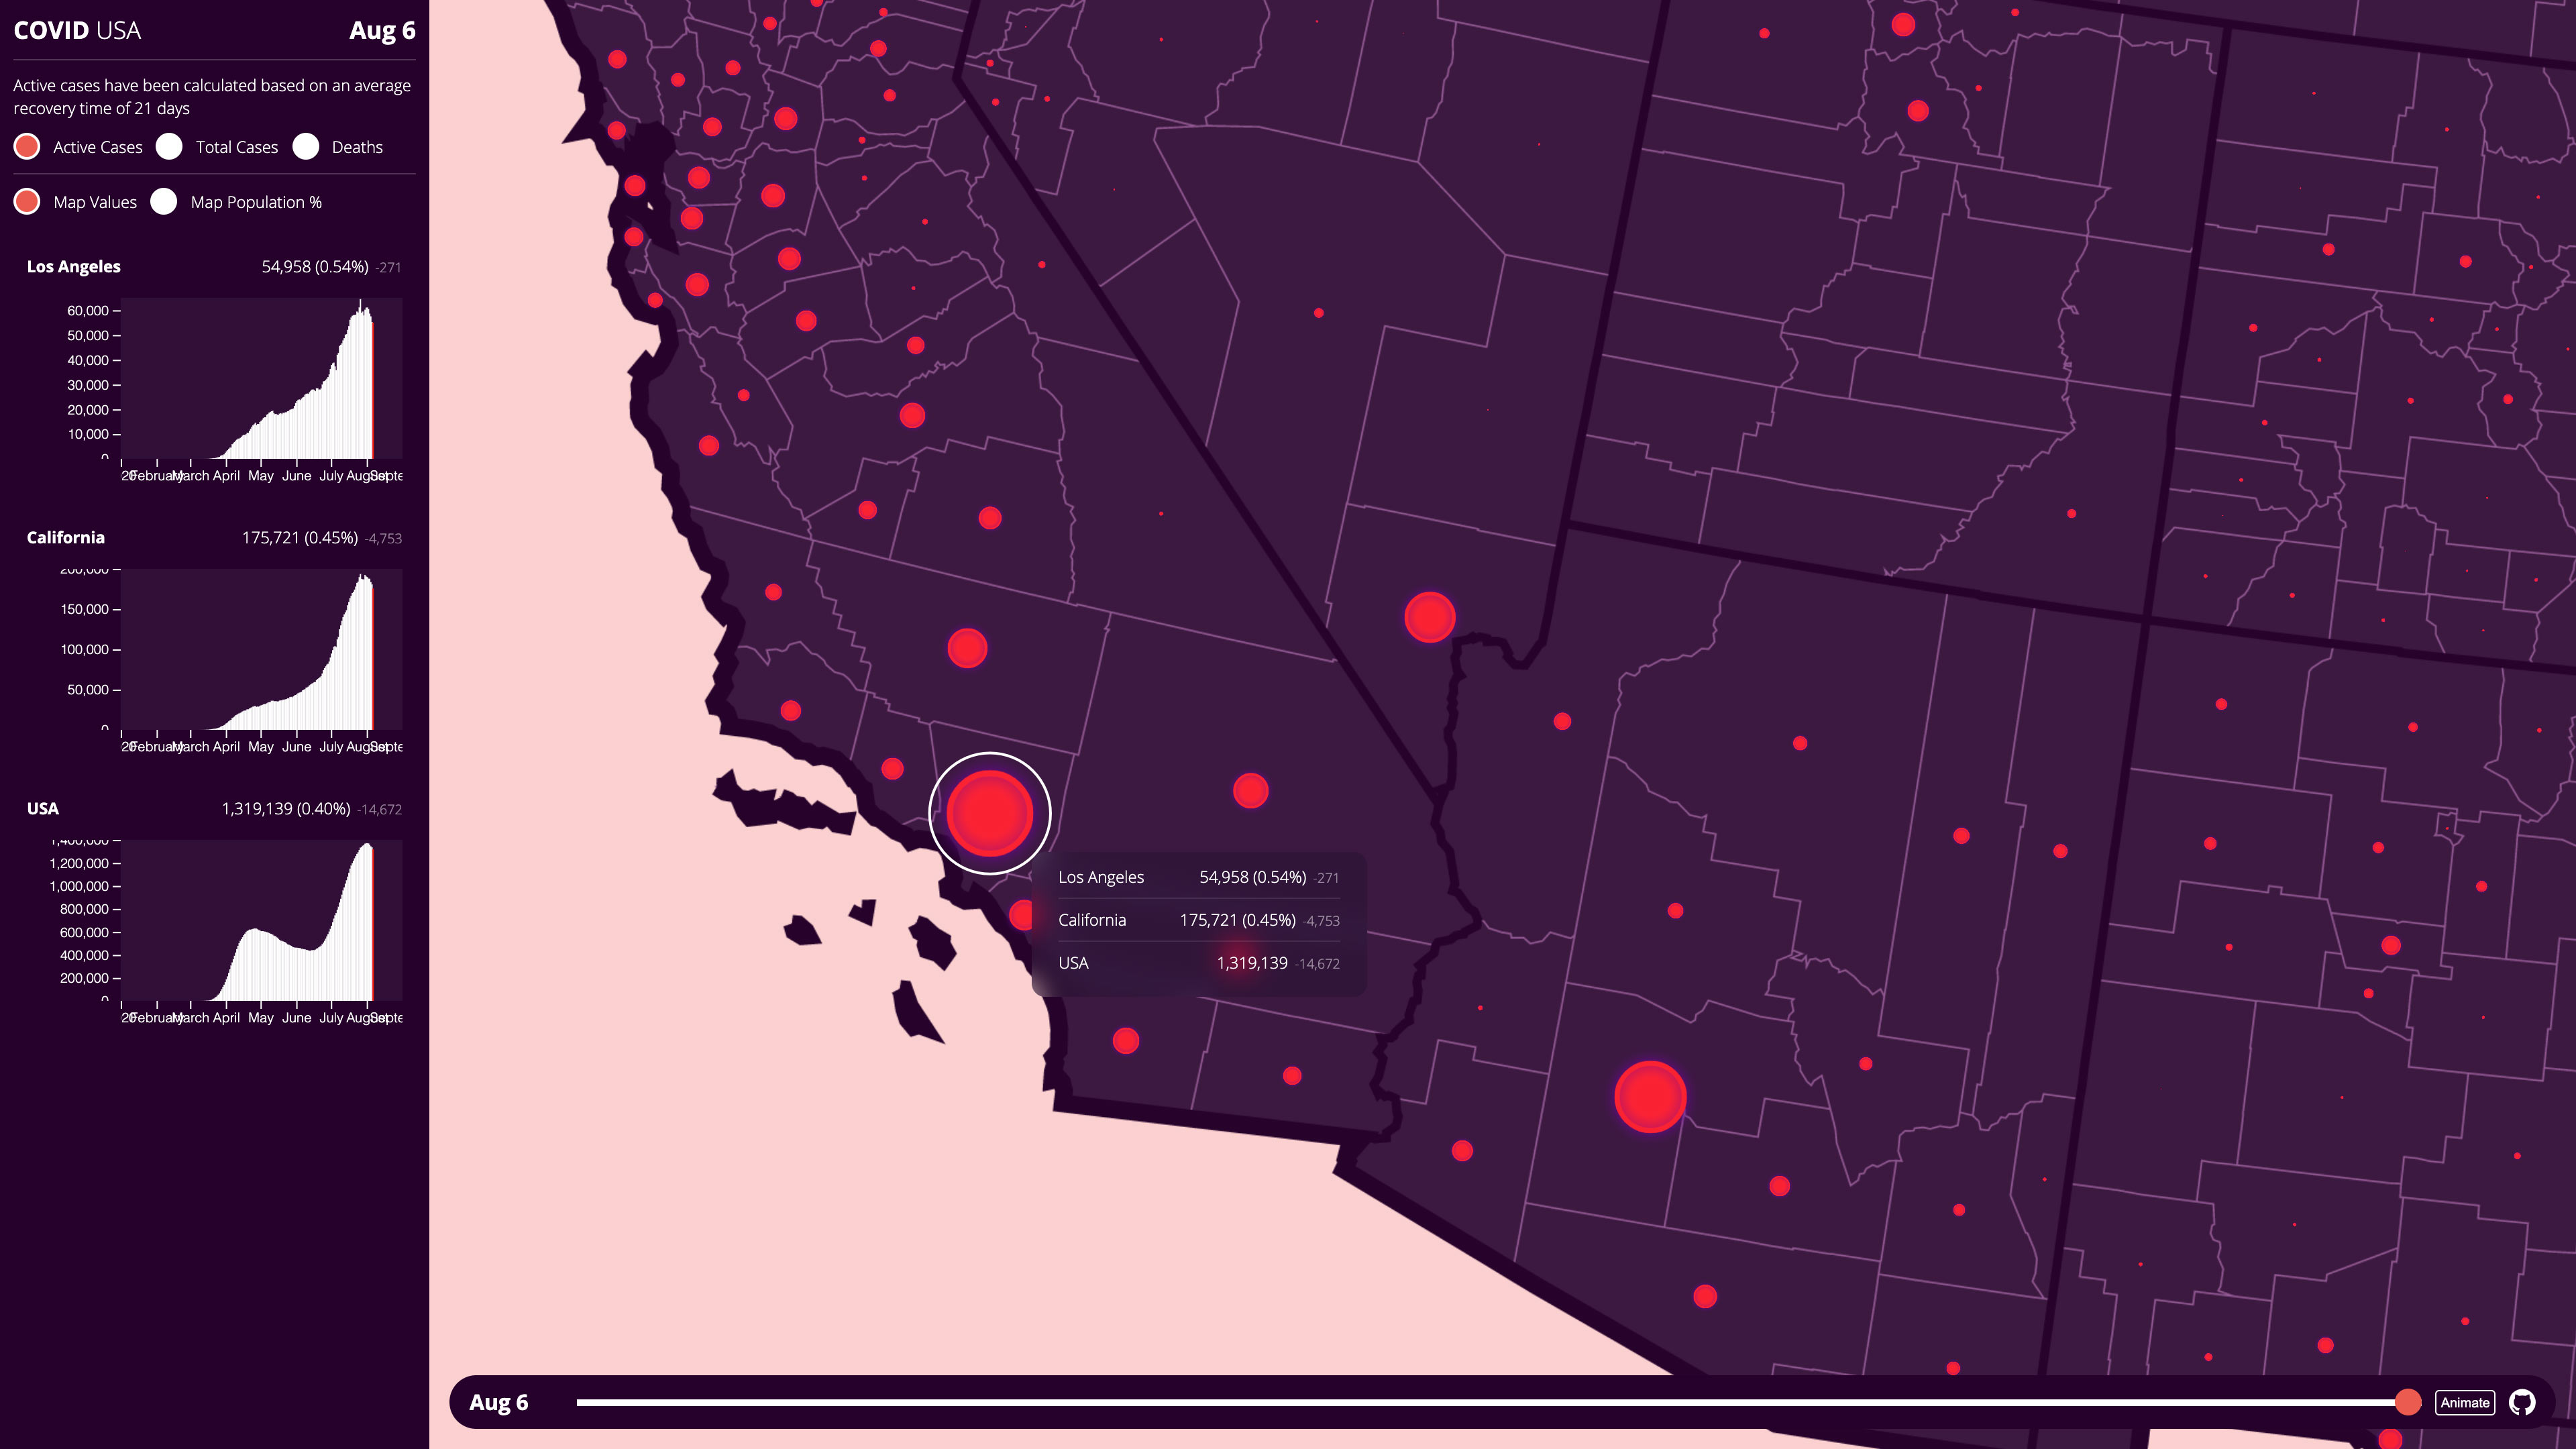 COVID USA Aug 6
Active cases have been calculated based on an average
recovery time of 21 days
Active Cases Total Cases Deaths
Map Values Map Population %
Los Angeles 54,958 (0.54%) -271
60,000
50,000
40,000
30,000
20,000
10,000
0
20 February March April May June July August Septe
California 175,721 (0.45%) -4,753
200,000
150,000
100,000
50,000
0
20 February March April May June July August Septe
USA 1,319,139 (0.40%) -14,672
1,400,000
1,200,000
1,000,000
800,000
600,000
400,000
200,000
0
20 February March April May June July August Septe
Los Angeles 54,958 (0.54%) -271
California 175,721 (0.45%) -4,753
USA 1,319,139 -14,672
Aug 6 Animate